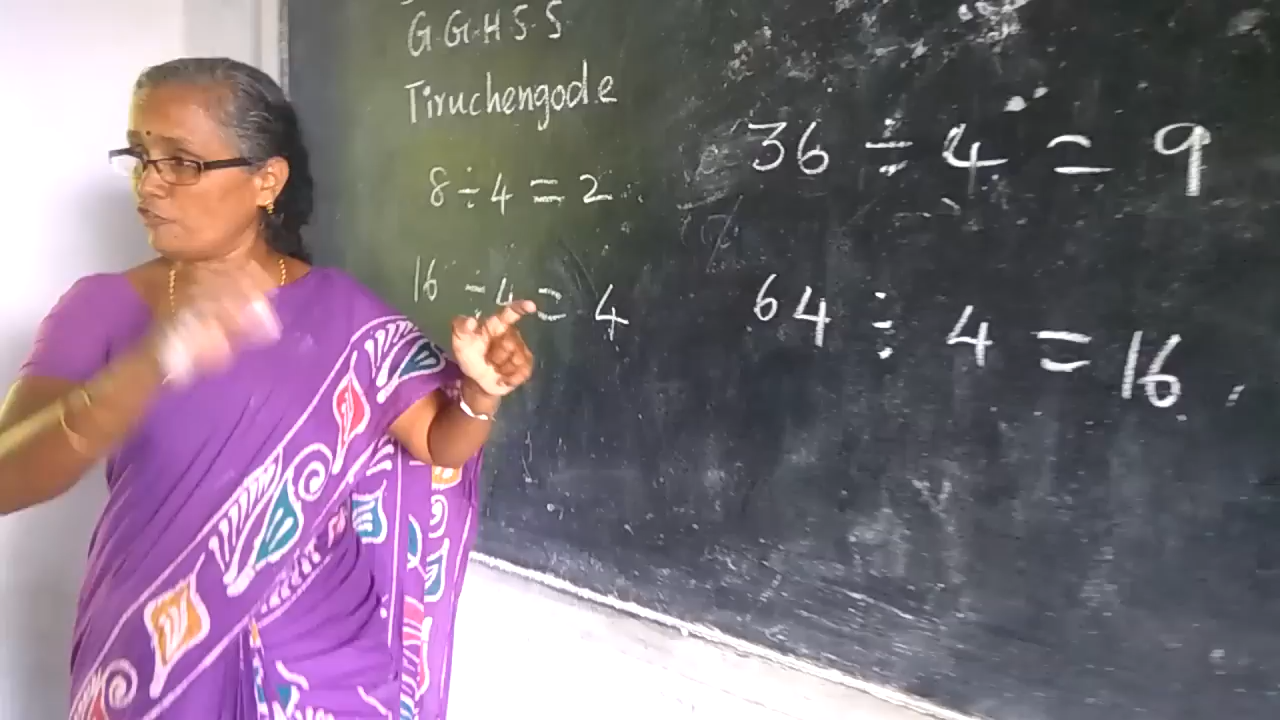 G.G.H.S.S
Tiruchengode
8 ÷ 4 = 2
16 ÷ 4 = 4
36 ÷ 4 = 9
64 ÷ 4 = 16